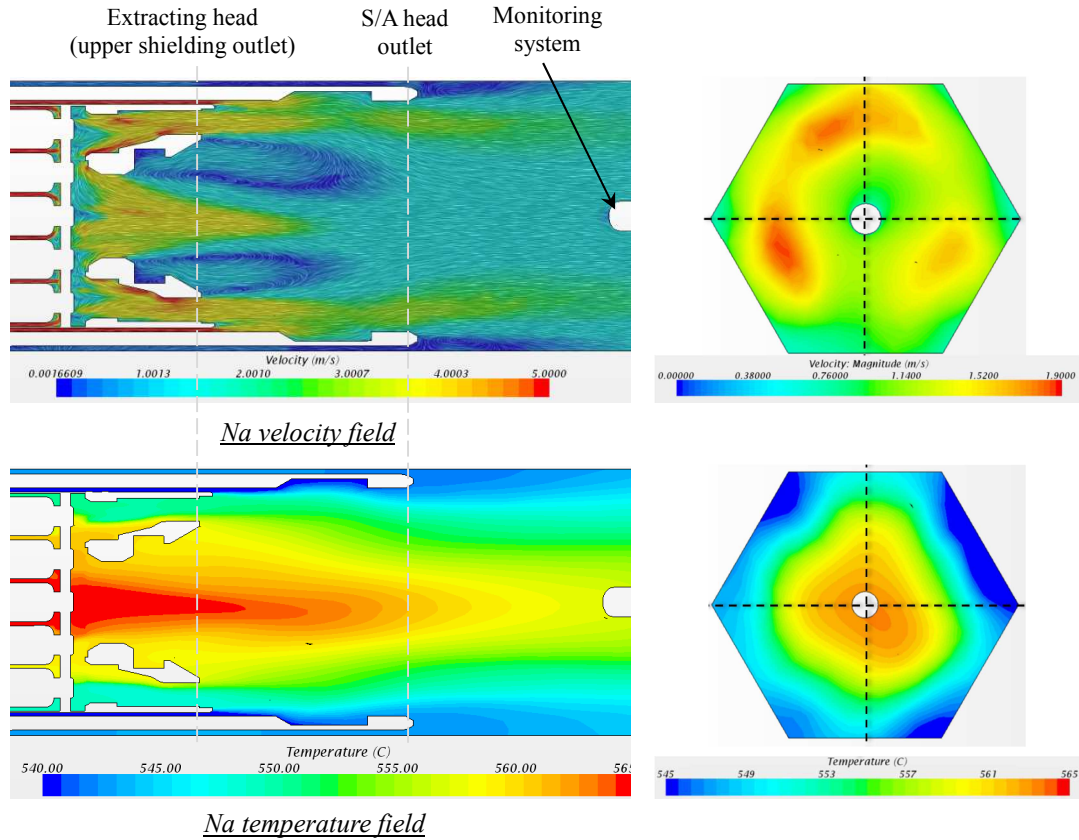 Extracting head
(upper shielding outlet)
S/A head
outlet
Monitoring
system
Velocity (m/s)
0.0016609 1.0013 2.0010 3.0007 4.0003 5.0000
Velocity: Magnitude (m/s)
0.00000 0.38000 0.76000 1.1400 1.5200 1.9000
Na velocity field
Temperature (C)
540.00 545.00 550.00 555.00 560.00 565
Temperature (C)
545 549 553 557 561 565
Na temperature field